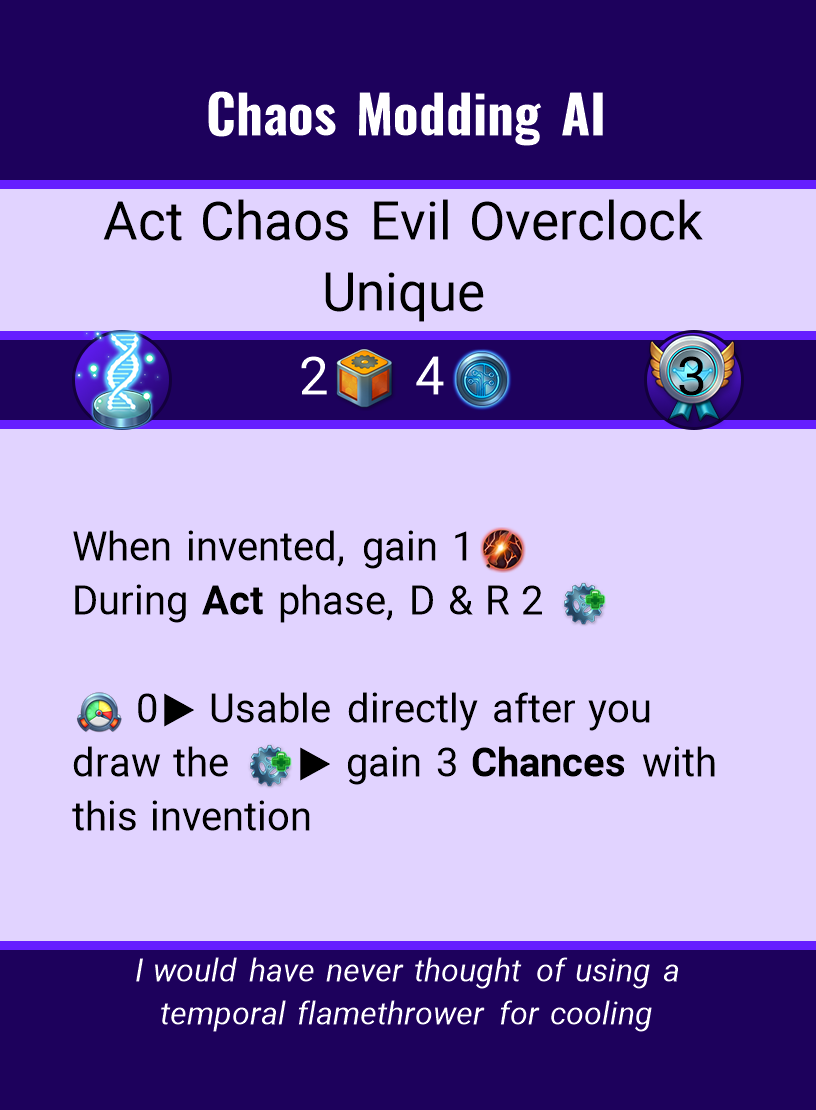 Chaos Modding AI
Act Chaos Evil Overclock
Unique
2 4 3
When invented, gain 1
During Act phase, D & R 2
0▶ Usable directly after you
draw the ▶ gain 3 Chances with
this invention
I would have never thought of using a
temporal flamethrower for cooling